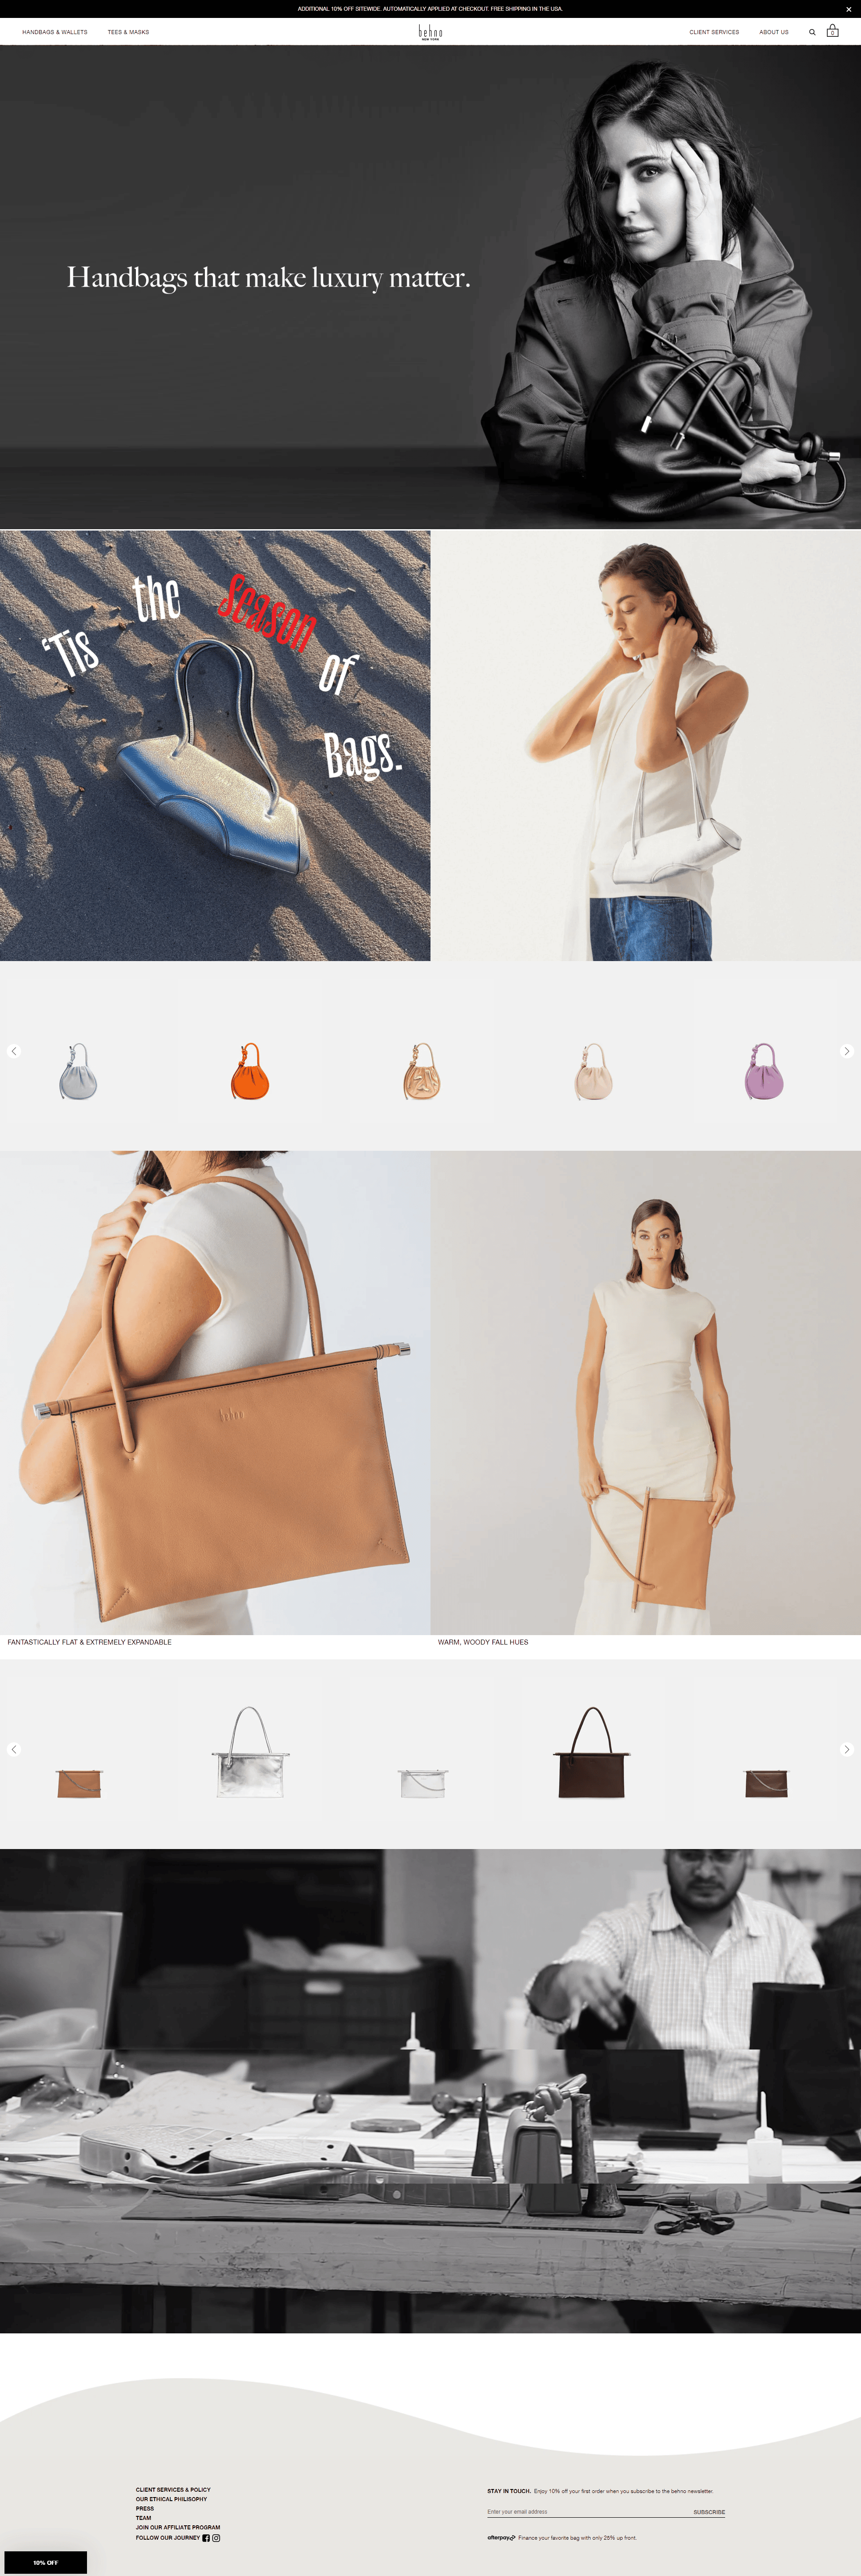 ADDITIONAL 10% OFF SITEWIDE. AUTOMATICALLY APPLIED AT CHECKOUT. FREE SHIPPING IN THE USA.
HANDBAGS & WALLETS
TEES & MASKS
behno
NEW YORK
CLIENT SERVICES
ABOUT US
0
Handbags that make luxury matter.
'Tis the season of Bags.
behno
FANTASTICALLY FLAT & EXTREMELY EXPANDABLE
WARM, WOODY FALL HUES
CLIENT SERVICES & POLICY
OUR ETHICAL PHILISOPHY
PRESS
TEAM
JOIN OUR AFFILIATE PROGRAM
FOLLOW OUR JOURNEY
STAY IN TOUCH. Enjoy 10% off your first order when you subscribe to the behno newsletter.
Enter your email address
SUBSCRIBE
afterpay Finance your favorite bag with only 25% up front.
10% OFF